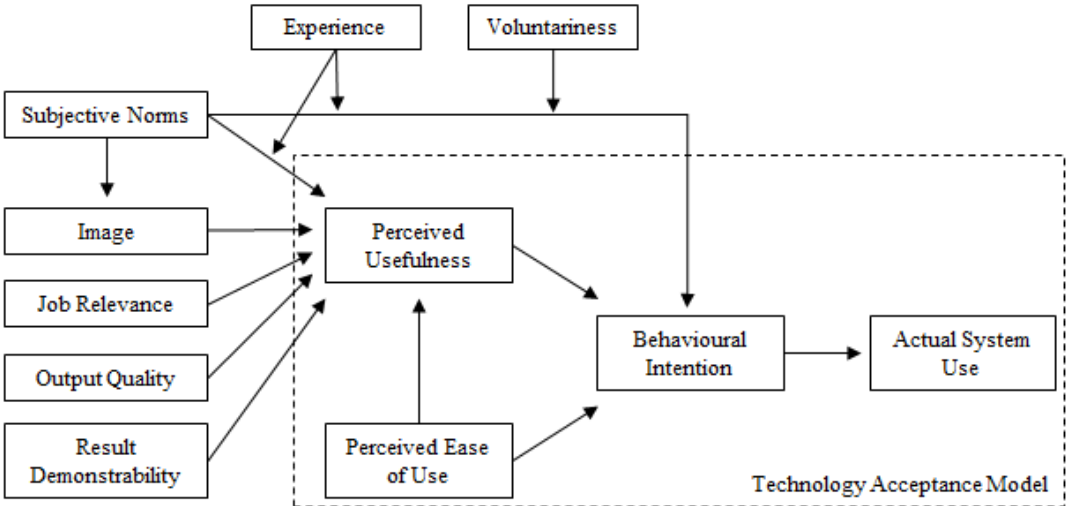 Experience
Voluntariness
Subjective Norms
Image
Perceived
Usefulness
Job Relevance
Behavioural
Intention
Actual System
Use
Output Quality
Result
Demonstrability
Perceived Ease
of Use
Technology Acceptance Model